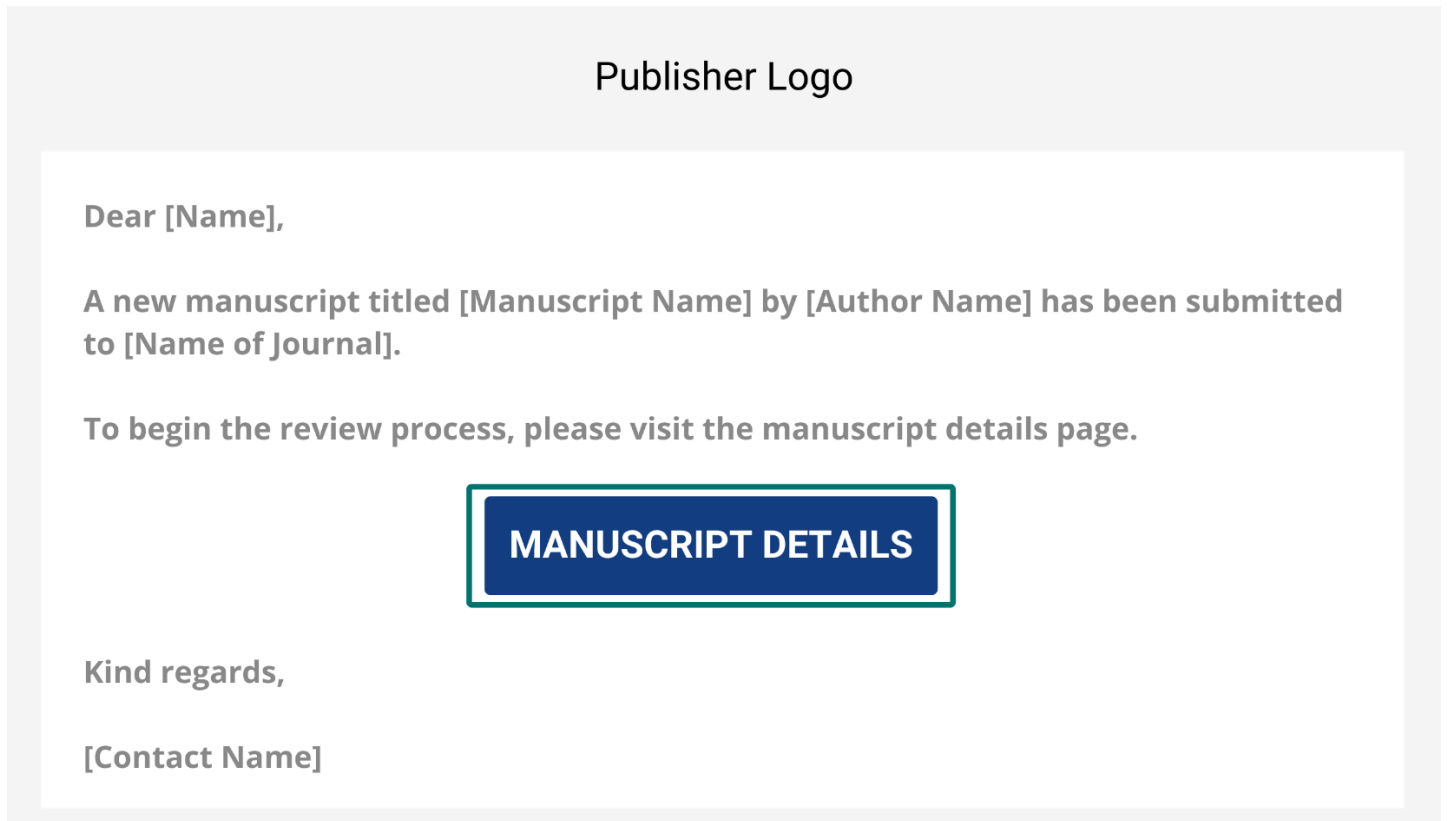 Publisher Logo
Dear [Name],
A new manuscript titled [Manuscript Name] by [Author Name] has been submitted
to [Name of Journal].
To begin the review process, please visit the manuscript details page.
MANUSCRIPT DETAILS
Kind regards,
[Contact Name]